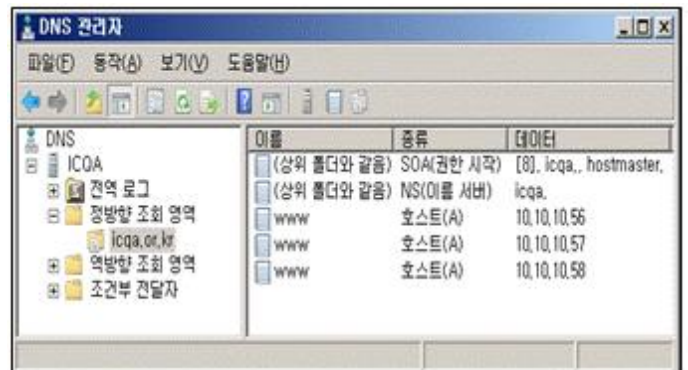 DNS 관리자
파일(F) 동작(A) 보기(V) 도움말(H)
DNS
ICQA
전역 로그
정방향 조회 영역
icqa,or,kr
역방향 조회 영역
조건부 전달자
이름 종류 데이터
(상위 폴더와 같음) SOA(권한 시작) [8], icqa,, hostmaster,
(상위 폴더와 같음) NS(이름 서버) icqa,
www 호스트(A) 10,10,10,56
www 호스트(A) 10,10,10,57
www 호스트(A) 10,10,10,58